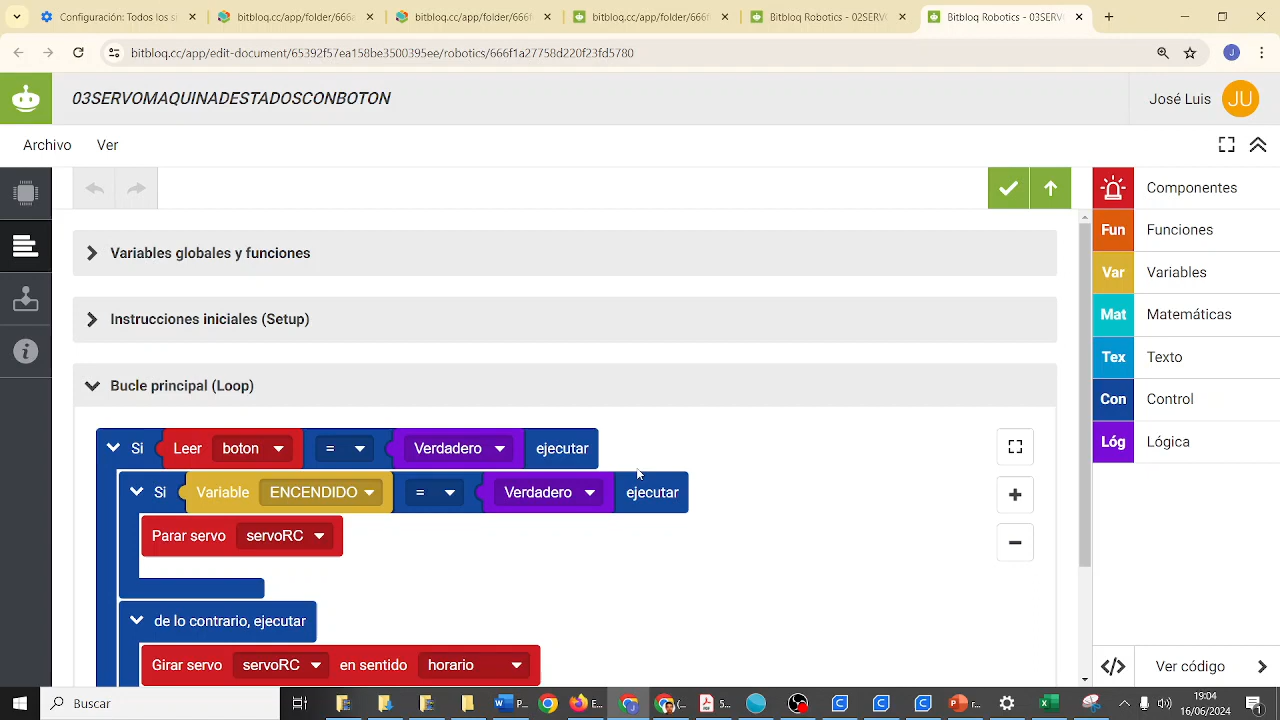 Configuración: Todos los si
bitbloq.cc/app/folder/666i
bitbloq.cc/app/folder/666f
bitbloq.cc/app/folder/666f
Bitbloq Robotics - 02SERV
Bitbloq Robotics - 03SERV
bitbloq.cc/app/edit-document/65392f57ea158be3500395ee/robotics/666f1a27758d220f23fd5780
J
03SERVOMAQUINADESTADOSCONBOTON
José Luis
JU
Archivo
Ver
Componentes
Fun
Funciones
Variables globales y funciones
Var
Variables
Instrucciones iniciales (Setup)
Mat
Matemáticas
Tex
Texto
Bucle principal (Loop)
Con
Control
Si Leer boton = Verdadero ejecutar
Lóg
Lógica
Si Variable ENCENDIDO = Verdadero ejecutar
Parar servo servoRC
de lo contrario, ejecutar
Girar servo servoRC en sentido horario
</> Ver código
Buscar
P...
(...
S...
...
19:04
16/06/2024